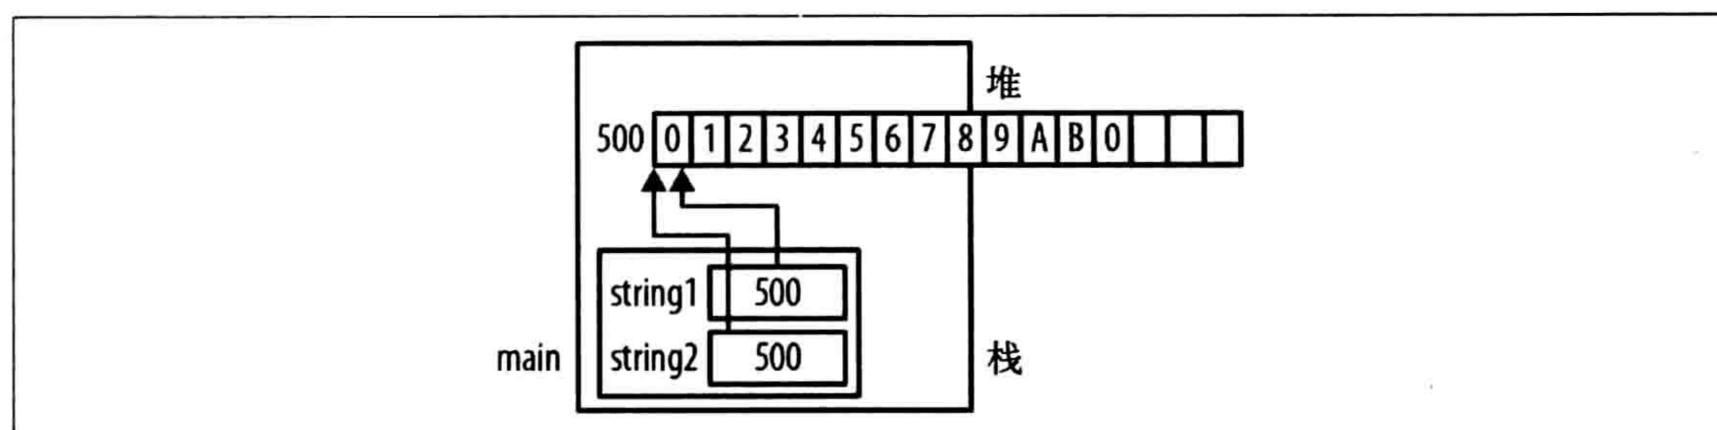 堆
500 0 1 2 3 4 5 6 7 8 9 A B 0
string1 500
main string2 500 栈